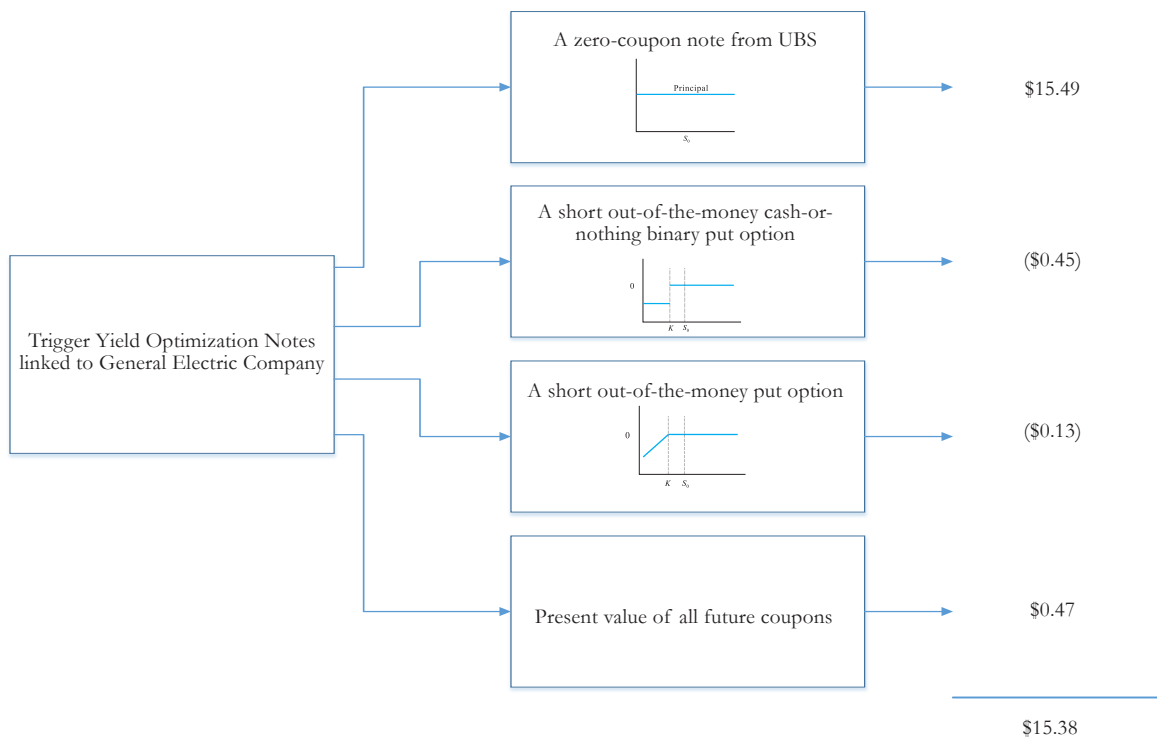 A zero-coupon note from UBS
Principal
S₀
$15.49
A short out-of-the-money cash-or-
nothing binary put option
0
K
S₀
($0.45)
Trigger Yield Optimization Notes
linked to General Electric Company
A short out-of-the-money put option
0
K
S₀
($0.13)
Present value of all future coupons
$0.47
$15.38